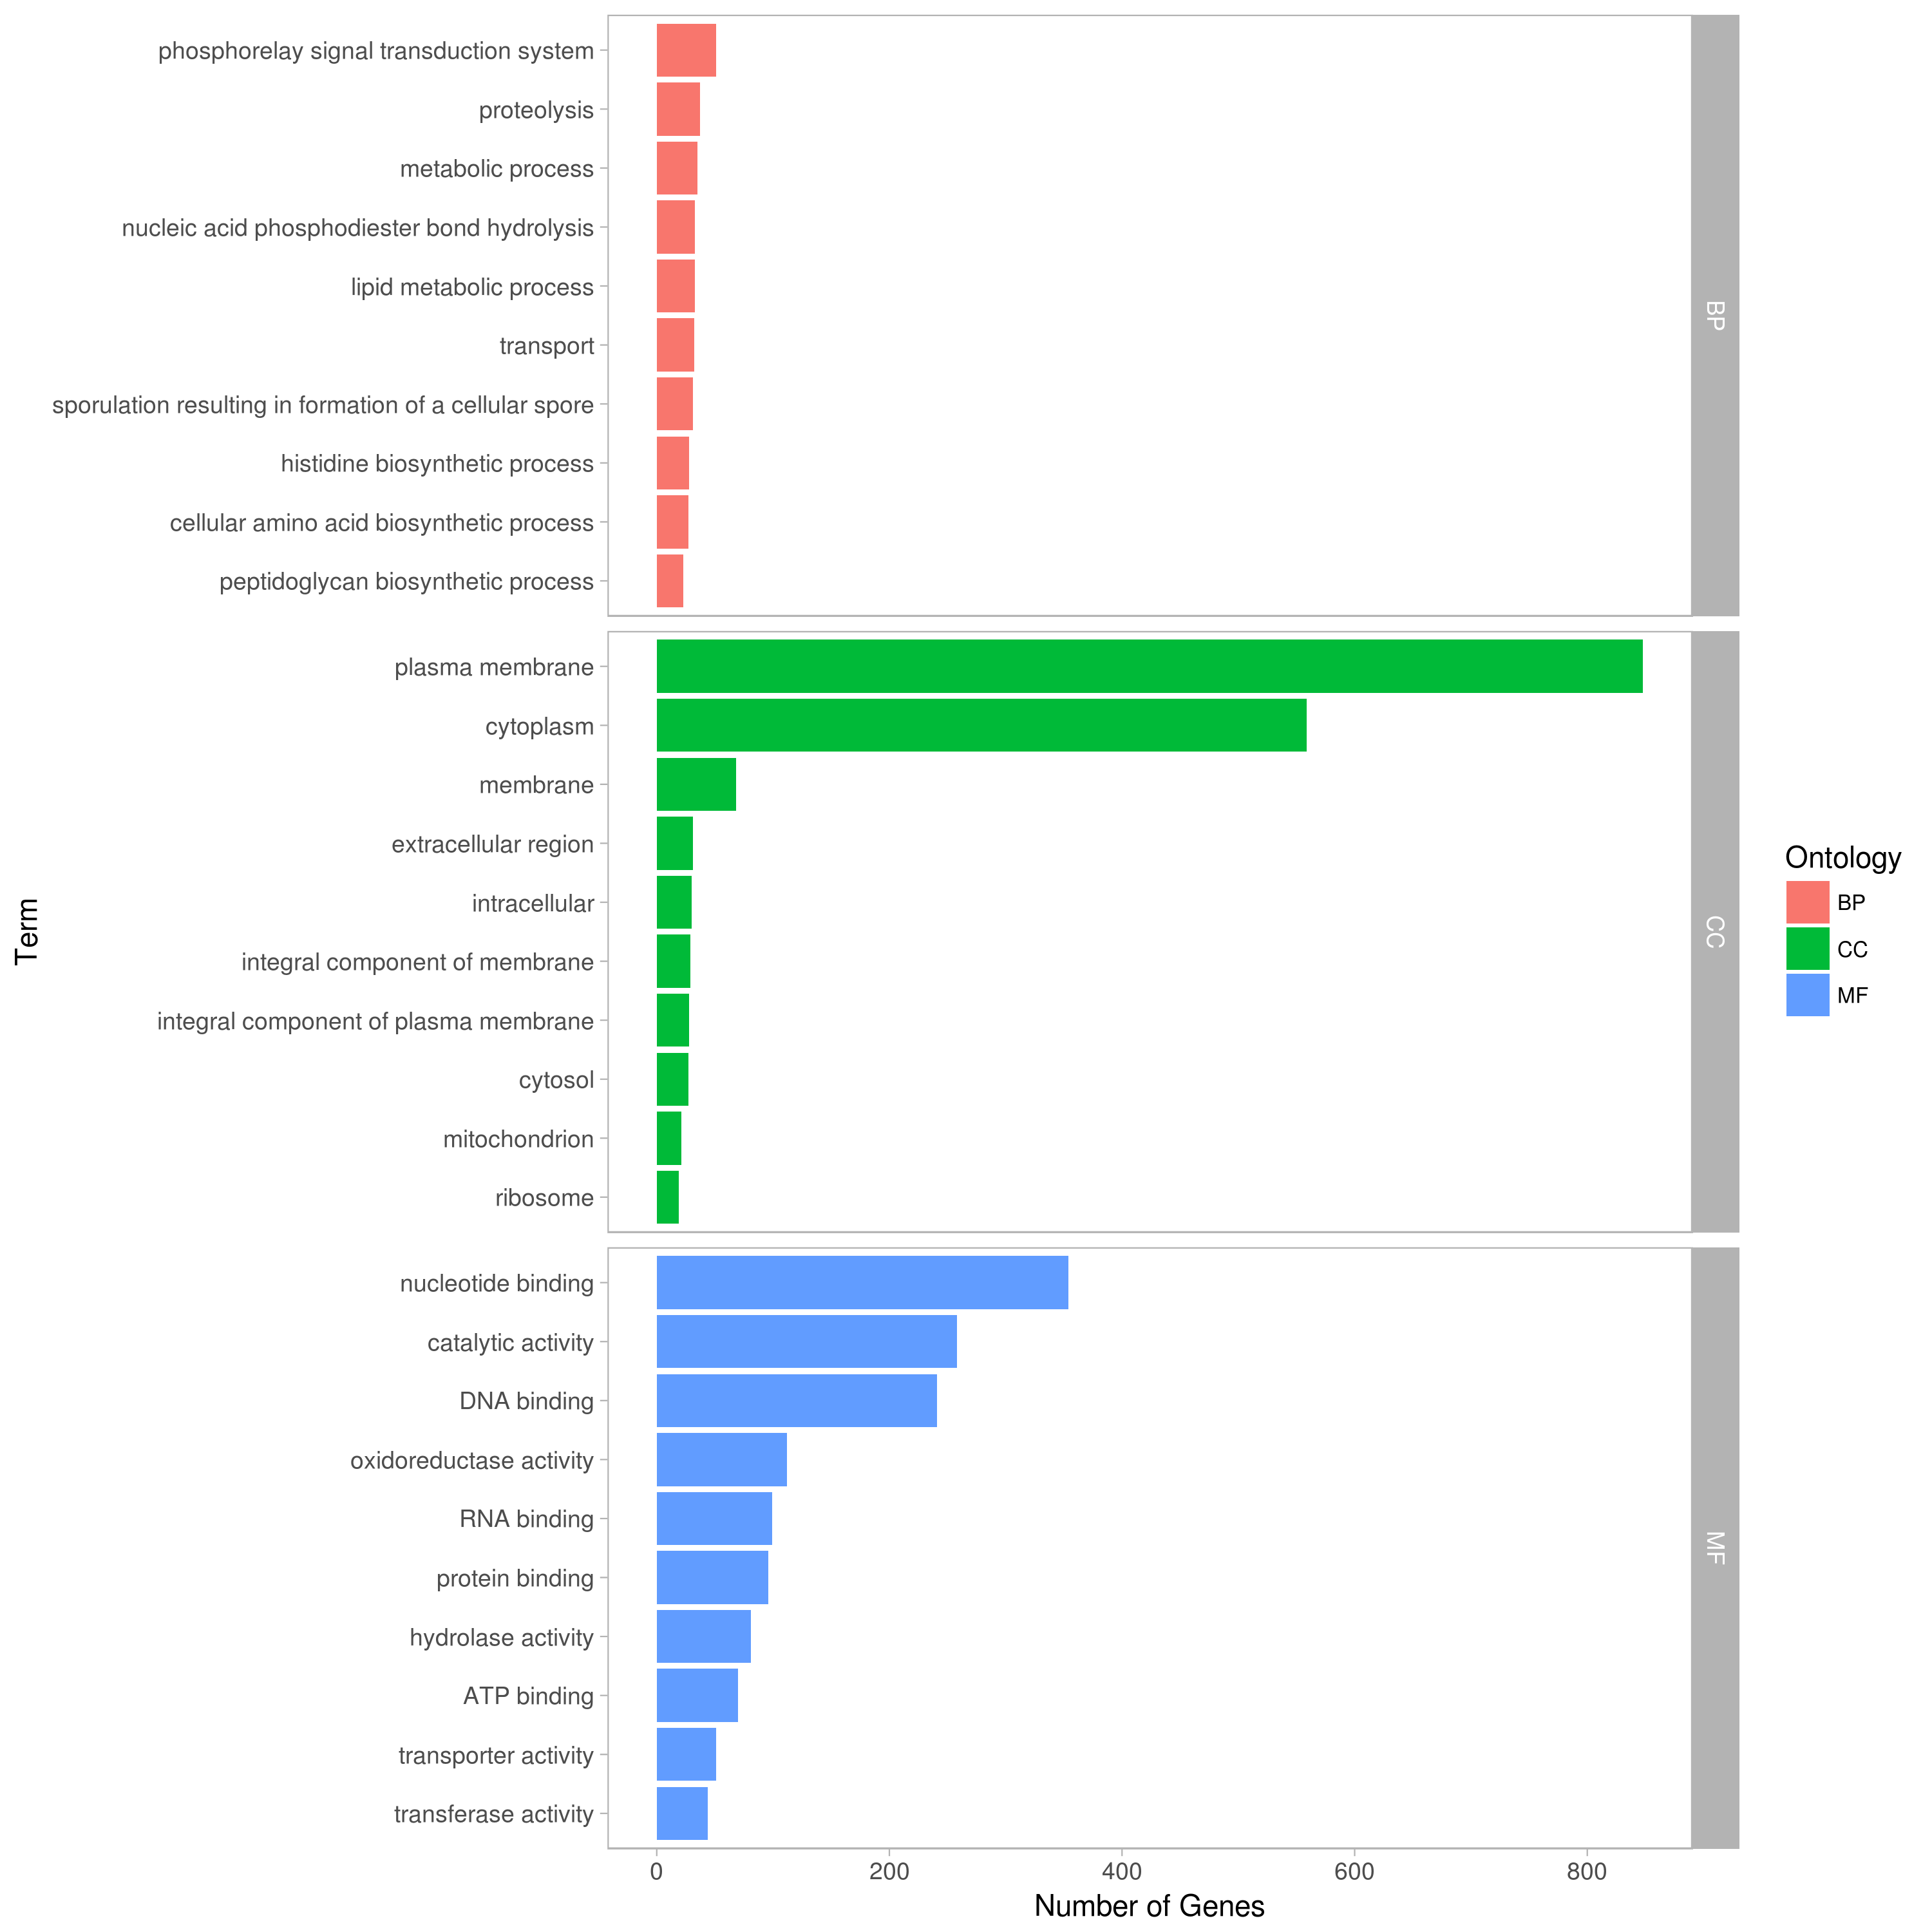 phosphorelay signal transduction system
proteolysis
metabolic process
nucleic acid phosphodiester bond hydrolysis
lipid metabolic process
transport
sporulation resulting in formation of a cellular spore
histidine biosynthetic process
cellular amino acid biosynthetic process
peptidoglycan biosynthetic process
BP
plasma membrane
cytoplasm
membrane
extracellular region
intracellular
integral component of membrane
integral component of plasma membrane
cytosol
mitochondrion
ribosome
CC
nucleotide binding
catalytic activity
DNA binding
oxidoreductase activity
RNA binding
protein binding
hydrolase activity
ATP binding
transporter activity
transferase activity
MF
0 200 400 600 800
Number of Genes
Term
Ontology
BP
CC
MF